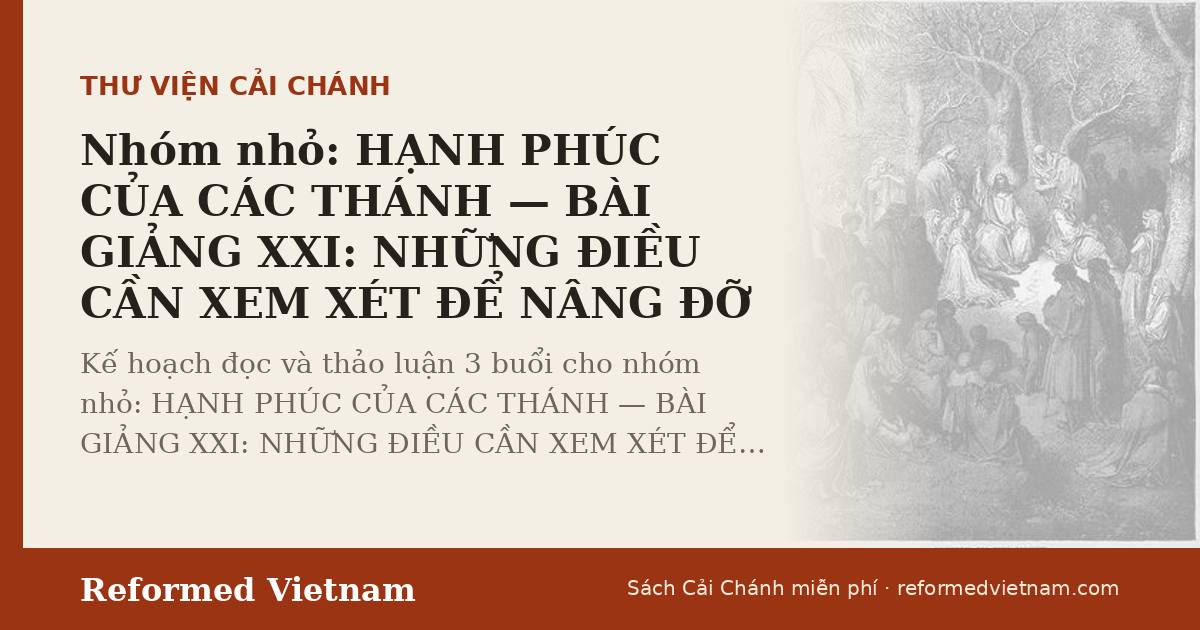 THƯ VIỆN CẢI CHÁNH
Nhóm nhỏ: HẠNH PHÚC
CỦA CÁC THÁNH — BÀI
GIẢNG XXI: NHỮNG ĐIỀU
CẦN XEM XÉT ĐỂ NÂNG ĐỠ
Kế hoạch đọc và thảo luận 3 buổi cho nhóm
nhỏ: HẠNH PHÚC CỦA CÁC THÁNH — BÀI
GIẢNG XXI: NHỮNG ĐIỀU CẦN XEM XÉT ĐỂ…
Reformed Vietnam
Sách Cải Chánh miễn phí · reformedvietnam.com